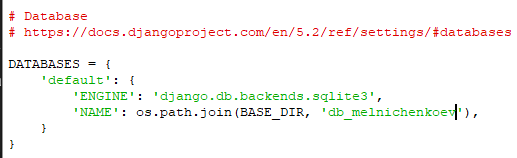 # Database
# https://docs.djangoproject.com/en/5.2/ref/settings/#databases
DATABASES = {
    'default': {
        'ENGINE': 'django.db.backends.sqlite3',
        'NAME': os.path.join(BASE_DIR, 'db_melnichenkoev'),
    }
}